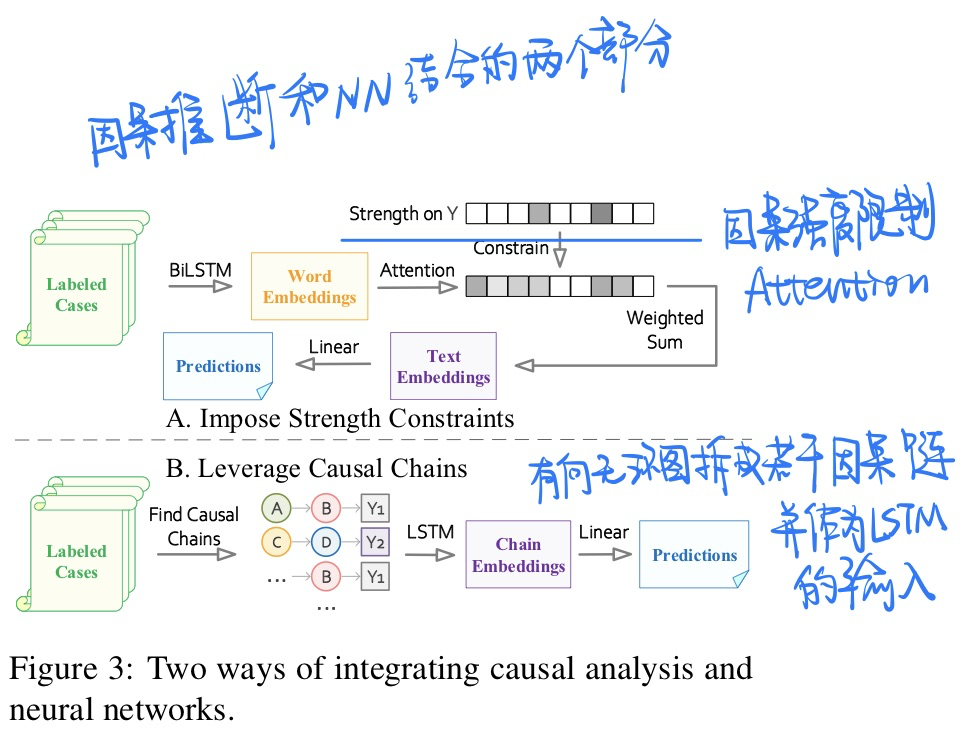 因果推断和NN结合的两个部分
Strength on Y
因果强度限制
Attention
Constrain
Labeled
Cases
BiLSTM
Word
Embeddings
Attention
Weighted
Sum
Predictions
Linear
Text
Embeddings
A. Impose Strength Constraints
B. Leverage Causal Chains
有向无环图拆成若干因果链
并作为LSTM
的输入
Labeled
Cases
Find Causal
Chains
A B Y1
C D Y2
... B Y1
...
LSTM
Chain
Embeddings
Linear
Predictions
Figure 3: Two ways of integrating causal analysis and
neural networks.